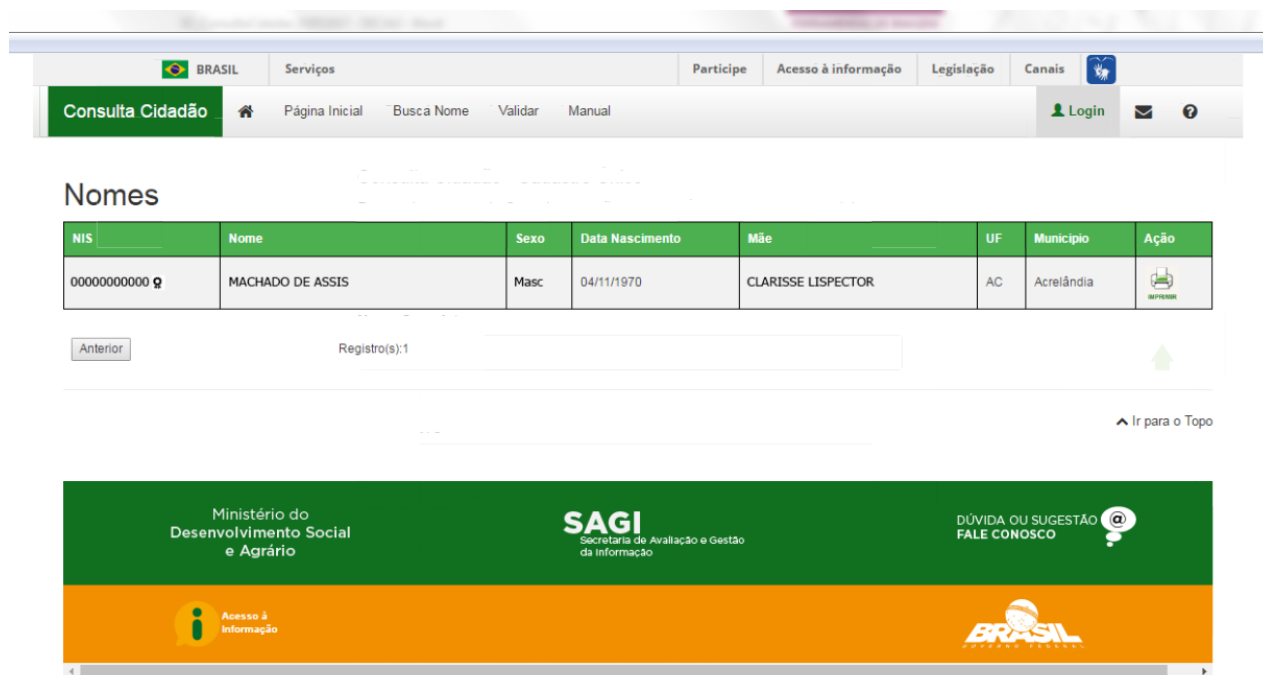 BRASIL Serviços Participe Acesso à informação Legislação Canais
Consulta Cidadão Página Inicial Busca Nome Validar Manual Login
Nomes
NIS Nome Sexo Data Nascimento Mãe UF Município Ação
00000000000 MACHADO DE ASSIS Masc 04/11/1970 CLARISSE LISPECTOR AC Acrelândia
IMPRIMIR
Anterior Registro(s):1
Ir para o Topo
Ministério do
Desenvolvimento Social
e Agrário
SAGI
Secretaria de Avaliação e Gestão
da Informação
DÚVIDA OU SUGESTÃO
FALE CONOSCO
@
Acesso à
Informação
BRASIL
GOVERNO FEDERAL